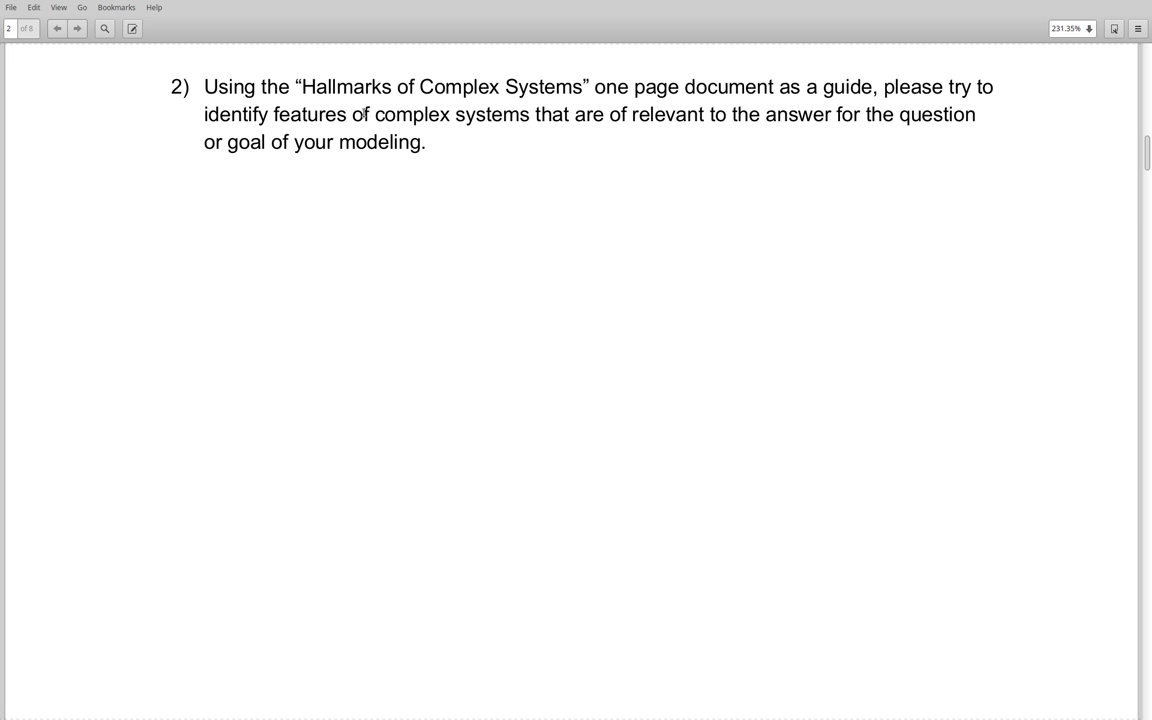 File Edit View Go Bookmarks Help
2 of 8 231.35%
2) Using the “Hallmarks of Complex Systems” one page document as a guide, please try to
identify features of complex systems that are of relevant to the answer for the question
or goal of your modeling.